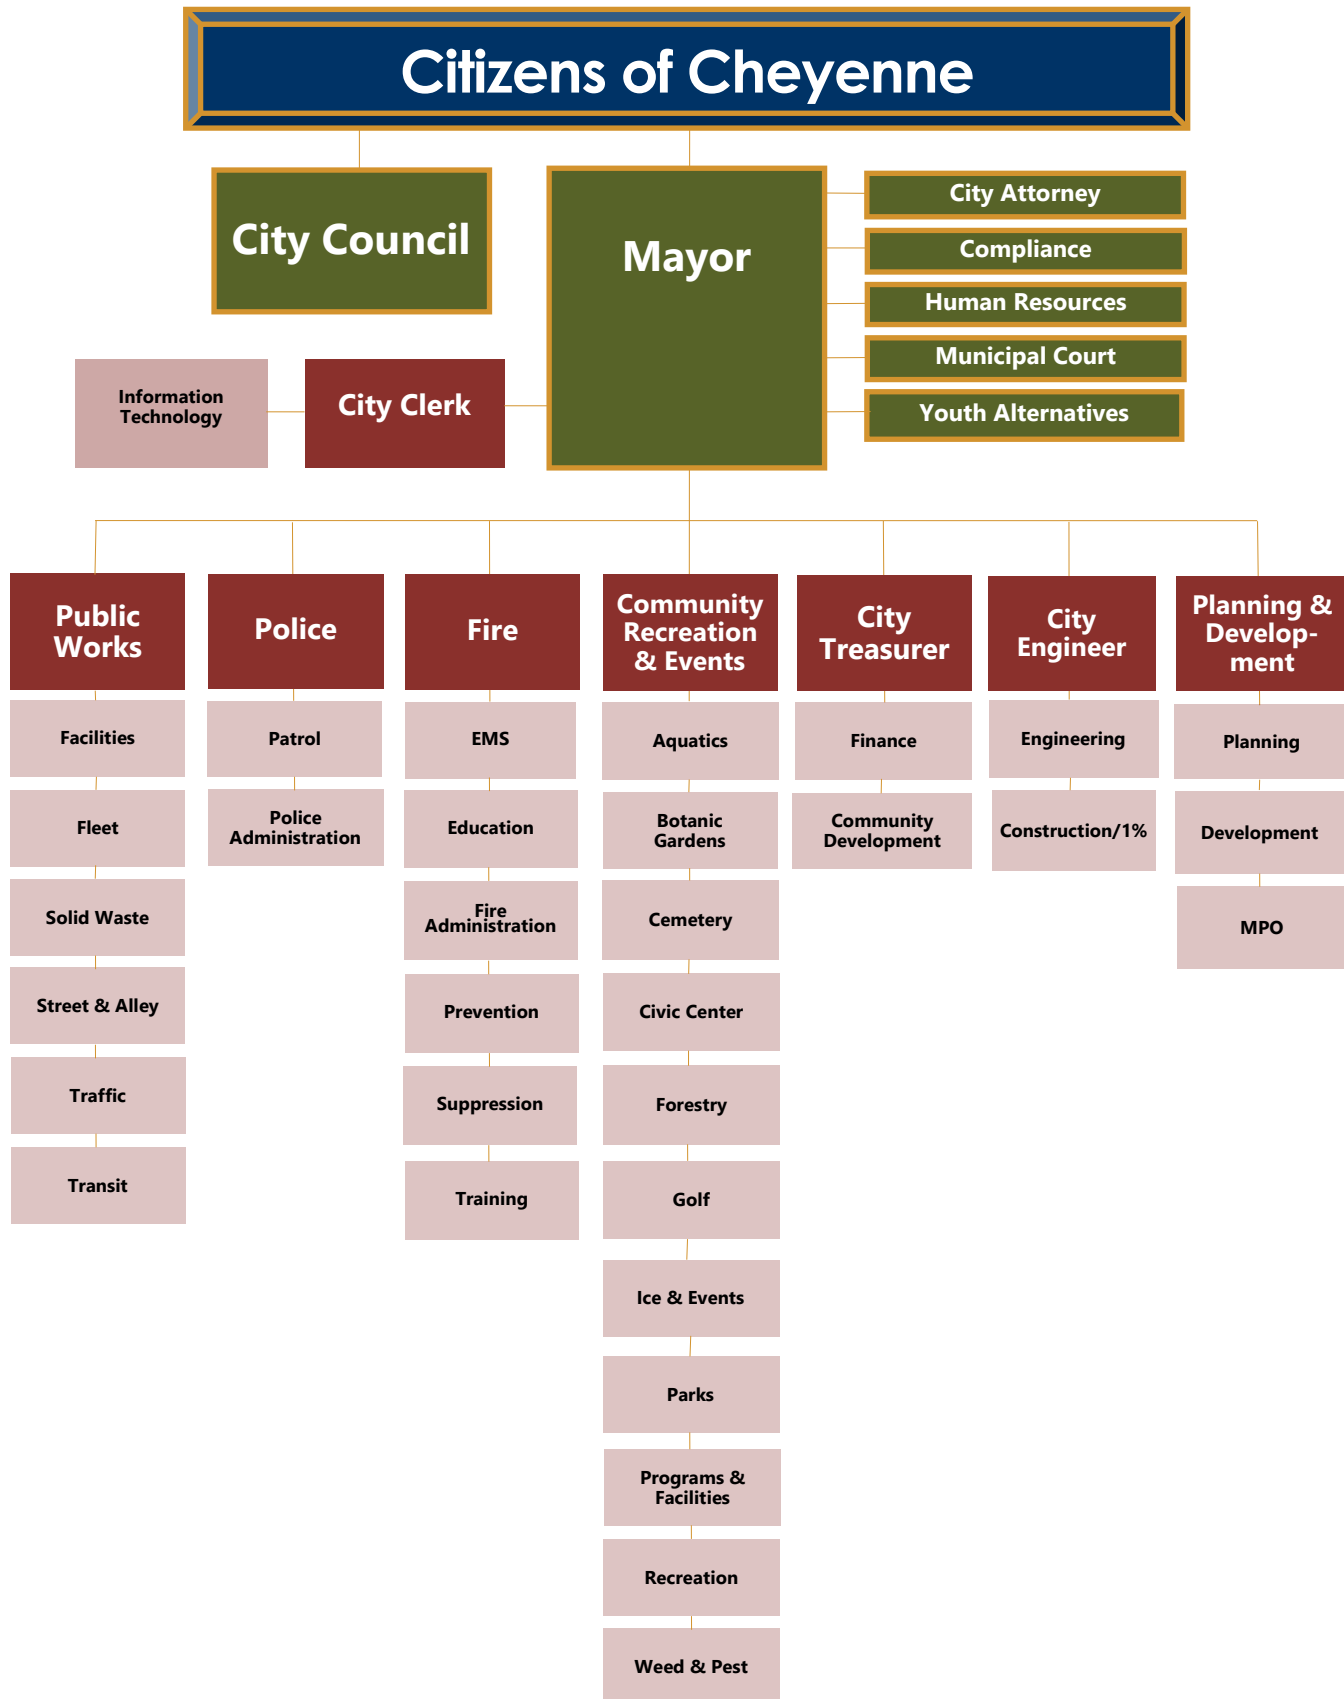 Citizens of Cheyenne
City Council
Mayor
City Attorney
Compliance
Human Resources
Municipal Court
Youth Alternatives
Information
Technology
City Clerk
Public
Works
Police
Fire
Community
Recreation
& Events
City
Treasurer
City
Engineer
Planning &
Develop-
ment
Facilities
Fleet
Solid Waste
Street & Alley
Traffic
Transit
Patrol
Police
Administration
EMS
Education
Fire
Administration
Prevention
Suppression
Training
Aquatics
Botanic
Gardens
Cemetery
Civic Center
Forestry
Golf
Ice & Events
Parks
Programs &
Facilities
Recreation
Weed & Pest
Finance
Community
Development
Engineering
Construction/1%
Planning
Development
MPO